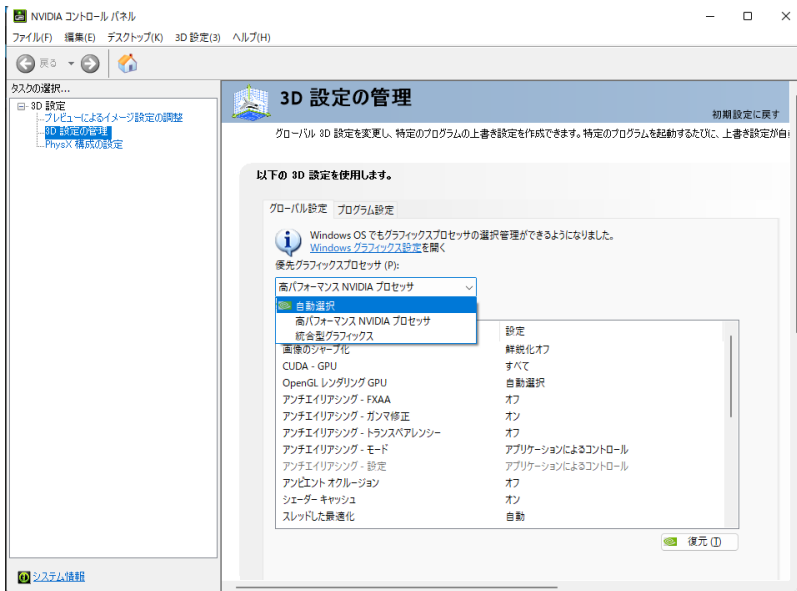 NVIDIA コントロール パネル
ファイル(F) 編集(E) デスクトップ(K) 3D 設定(3) ヘルプ(H)
戻る
タスクの選択...
3D 設定
プレビューによるイメージ設定の調整
3D 設定の管理
PhysX 構成の設定
システム情報
3D 設定の管理
初期設定に戻す
グローバル 3D 設定を変更し、特定のプログラムの上書き設定を作成できます。特定のプログラムを起動するたびに、上書き設定が自
以下の 3D 設定を使用します。
グローバル設定 プログラム設定
Windows OS でもグラフィックスプロセッサの選択管理ができるようになりました。
Windows グラフィックス設定を開く
優先グラフィックスプロセッサ (P):
高パフォーマンス NVIDIA プロセッサ
自動選択
高パフォーマンス NVIDIA プロセッサ
統合型グラフィックス
設定
画像のシャープ化 鮮鋭化オフ
CUDA - GPU すべて
OpenGL レンダリング GPU 自動選択
アンチエイリアシング - FXAA オフ
アンチエイリアシング - ガンマ修正 オン
アンチエイリアシング - トランスペアレンシー オフ
アンチエイリアシング - モード アプリケーションによるコントロール
アンチエイリアシング - 設定 アプリケーションによるコントロール
アンビエント オクルージョン オフ
シェーダー キャッシュ オン
スレッドした最適化 自動
復元 (T)